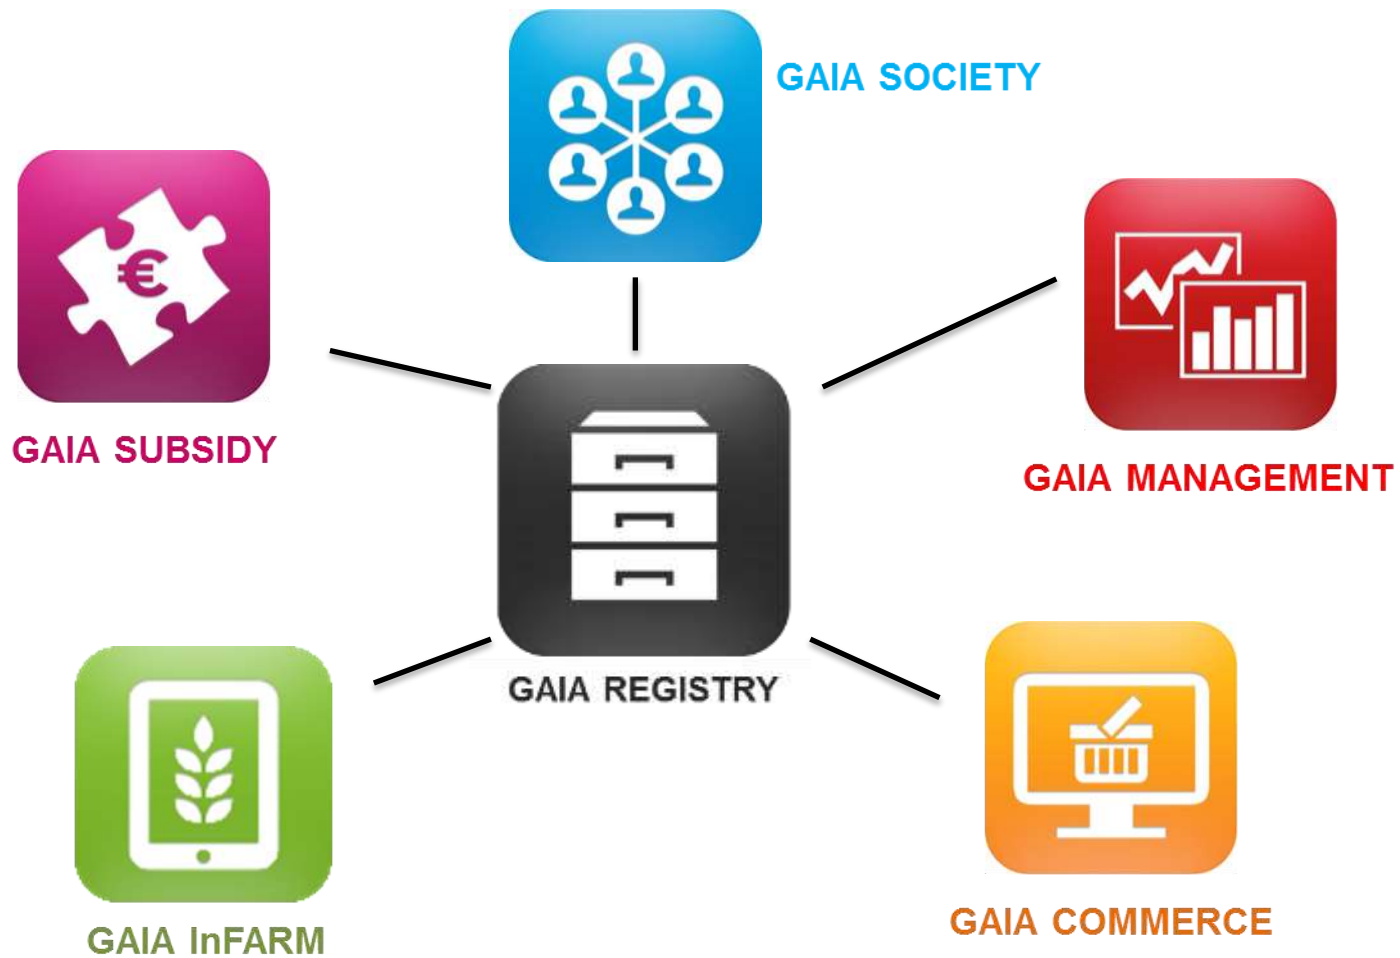 GAIA SOCIETY
GAIA SUBSIDY
€
GAIA MANAGEMENT
GAIA REGISTRY
GAIA InFARM
GAIA COMMERCE